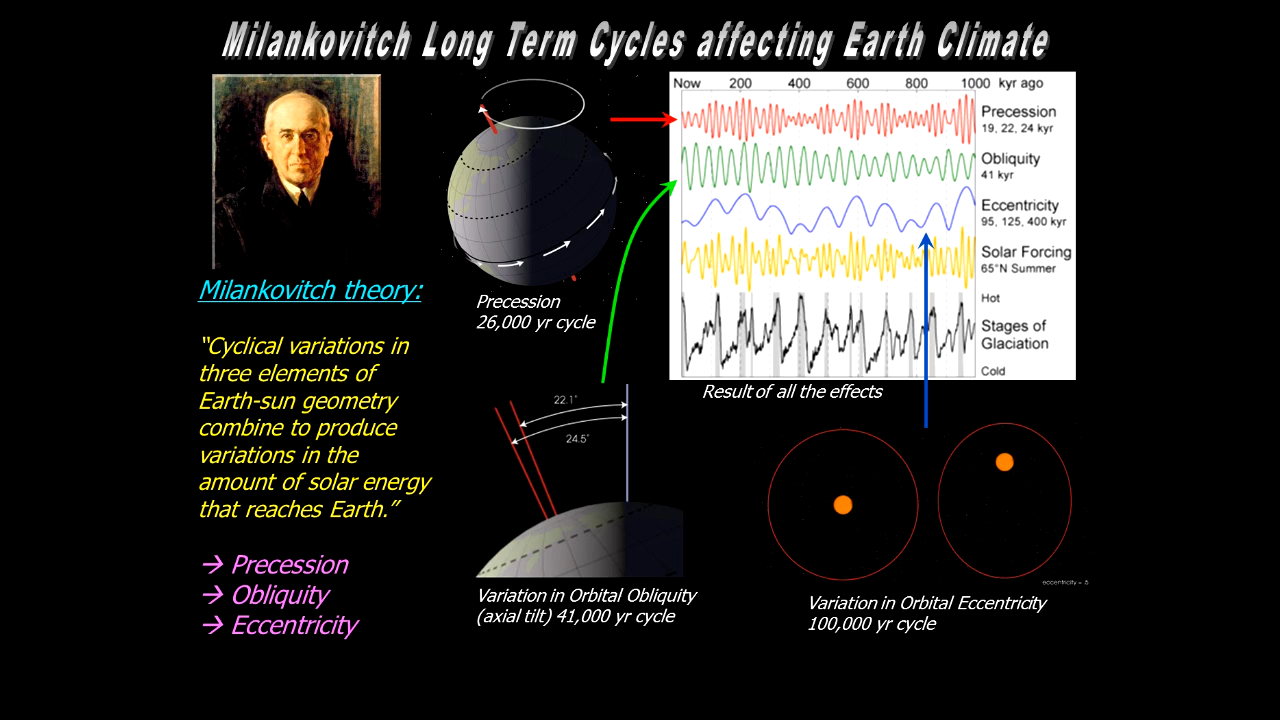 Milankovitch Long Term Cycles affecting Earth Climate
Milankovitch theory:
“Cyclical variations in
three elements of
Earth-sun geometry
combine to produce
variations in the
amount of solar energy
that reaches Earth.”
→ Precession
→ Obliquity
→ Eccentricity
Precession
26,000 yr cycle
Now 200 400 600 800 1000 kyr ago
Precession
19, 22, 24 kyr
Obliquity
41 kyr
Eccentricity
95, 125, 400 kyr
Solar Forcing
65°N Summer
Hot
Stages of
Glaciation
Cold
Result of all the effects
22.1°
24.5°
Variation in Orbital Obliquity
(axial tilt) 41,000 yr cycle
eccentricity = .5
Variation in Orbital Eccentricity
100,000 yr cycle